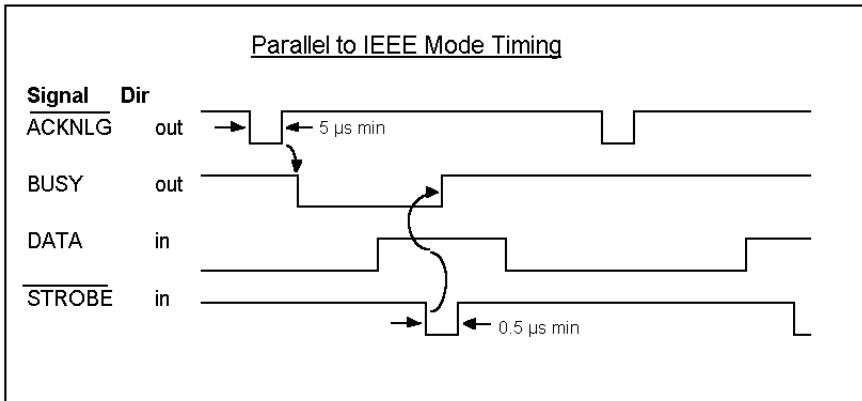 Parallel to IEEE Mode Timing
Signal Dir
ACKNLG out 5 µs min
BUSY out
DATA in
STROBE in
0.5 µs min